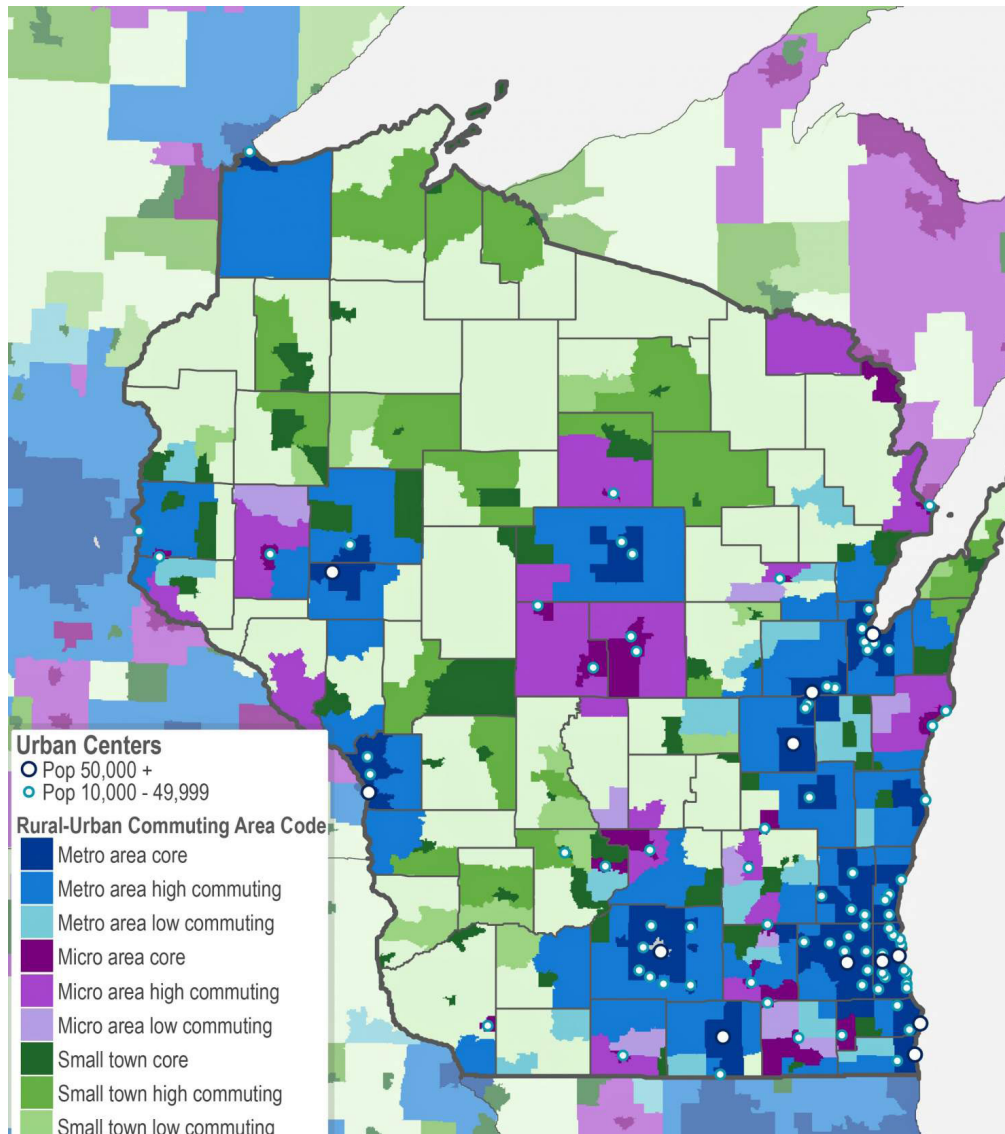 Urban Centers
Pop 50,000 +
Pop 10,000 - 49,999
Rural-Urban Commuting Area Code
Metro area core
Metro area high commuting
Metro area low commuting
Micro area core
Micro area high commuting
Micro area low commuting
Small town core
Small town high commuting
Small town low commuting